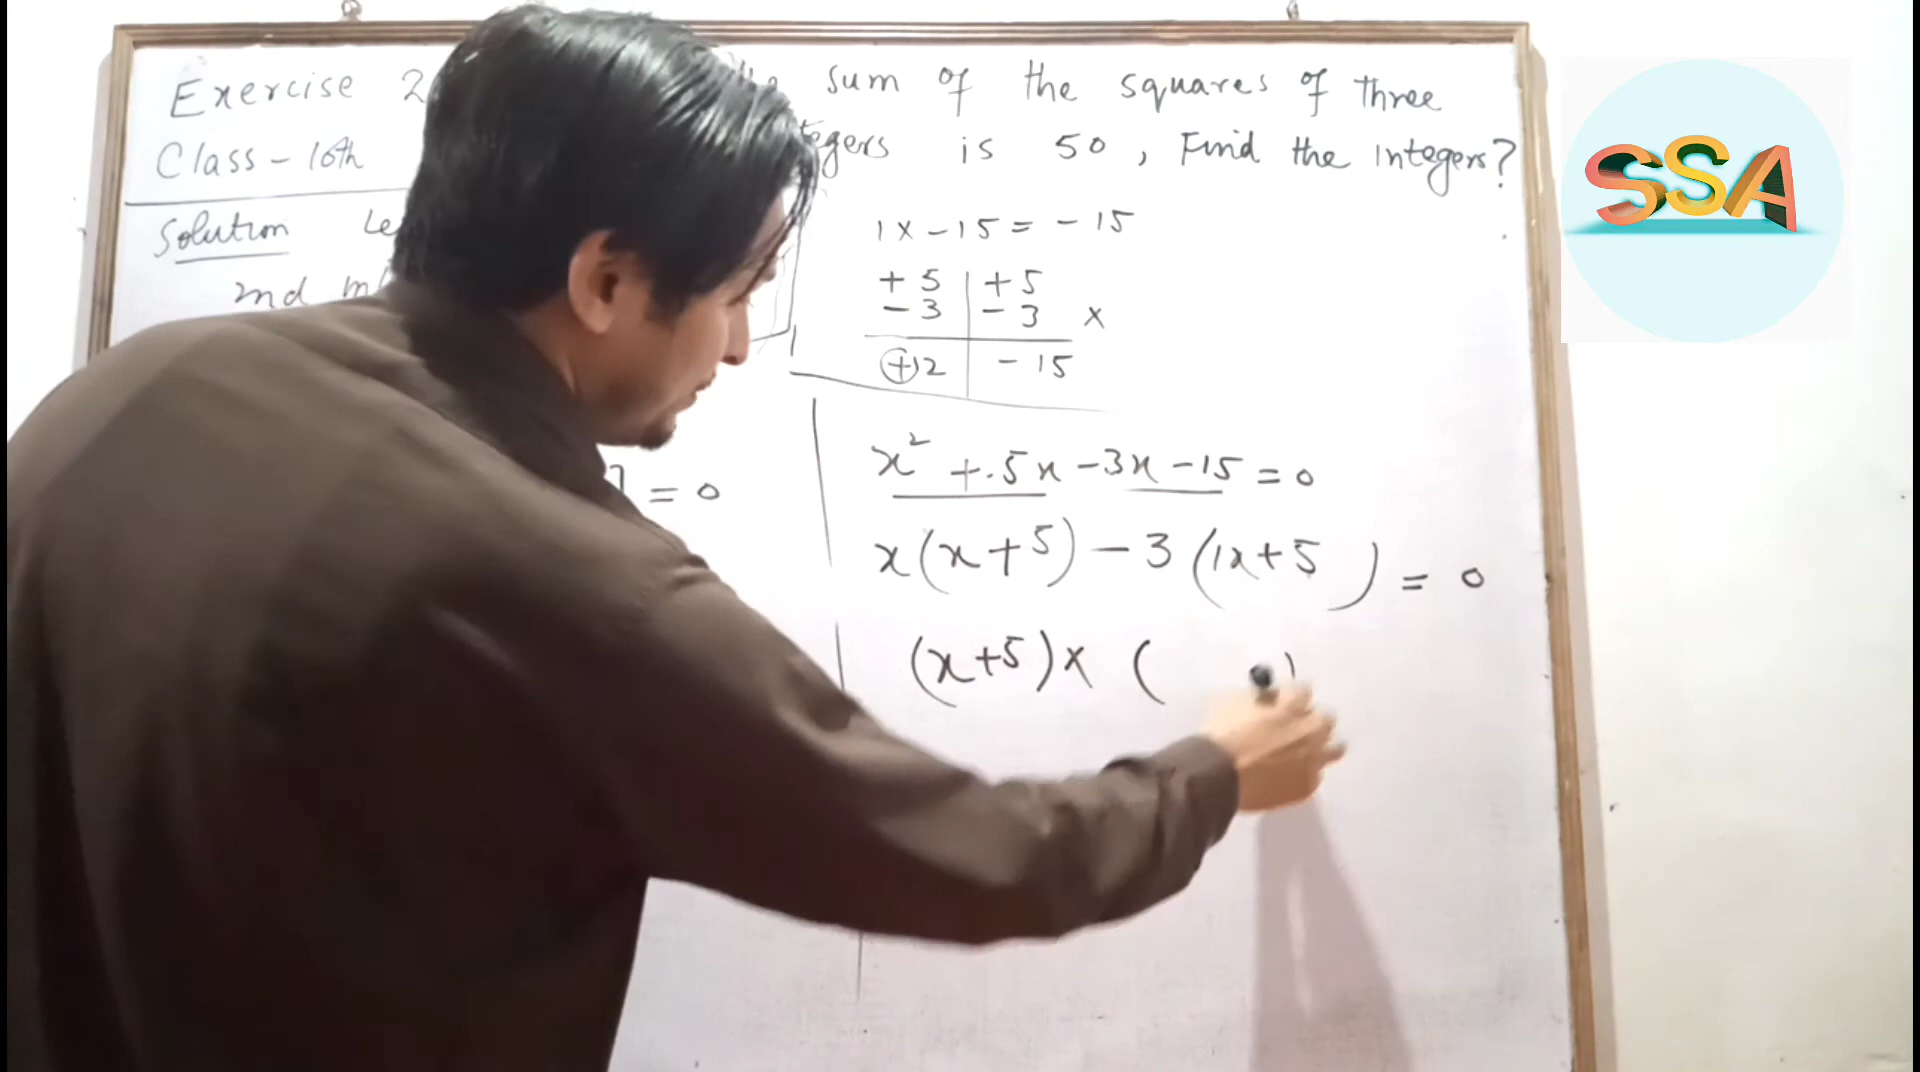 Exercise 2 sum of the squares of three
Class - 10th tegers is 50, Find the integers?
Solution Le
2nd
1 x - 15 = - 15
+ 5 | + 5
- 3 | - 3 x
+ 2 | - 15
x² + . 5x - 3x - 15 = 0
] = 0
x(x+5) - 3(1x+5) = 0
(x+5) x ( )
SSA